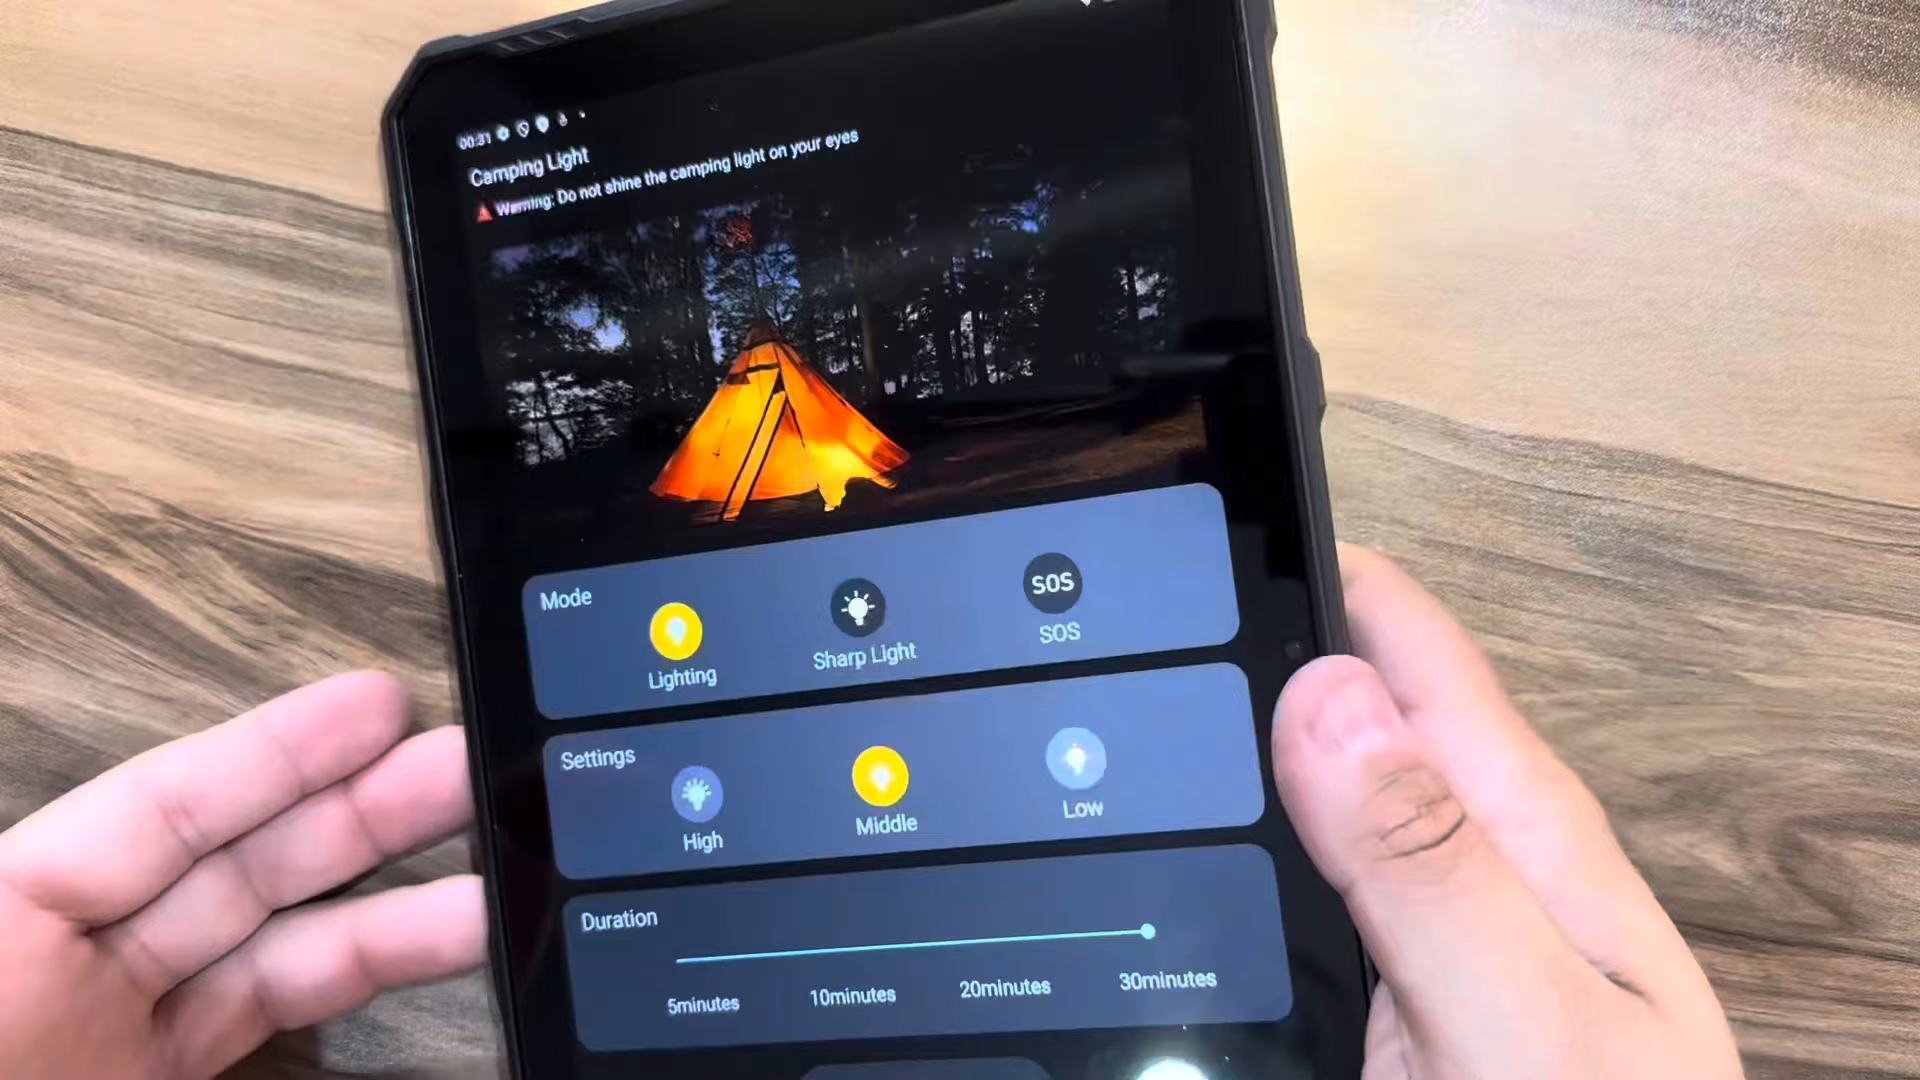 00:31
Camping Light
Warning: Do not shine the camping light on your eyes
Mode
SOS
Lighting
Sharp Light
SOS
Settings
High
Middle
Low
Duration
5minutes
10minutes
20minutes
30minutes